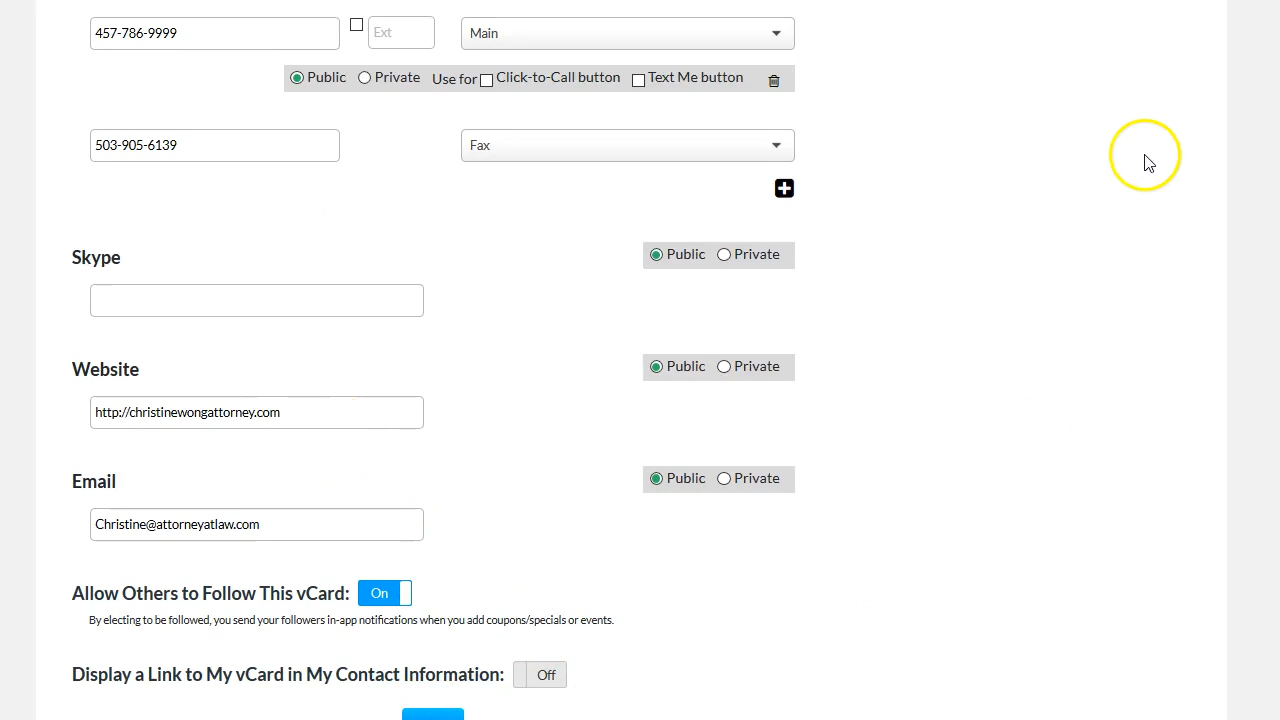 457-786-9999 Ext Main
Public Private Use for Click-to-Call button Text Me button
503-905-6139 Fax
Skype Public Private
Website Public Private
http://christinewongattorney.com
Email Public Private
Christine@attorneyatlaw.com
Allow Others to Follow This vCard: On
By electing to be followed, you send your followers in-app notifications when you add coupons/specials or events.
Display a Link to My vCard in My Contact Information: Off